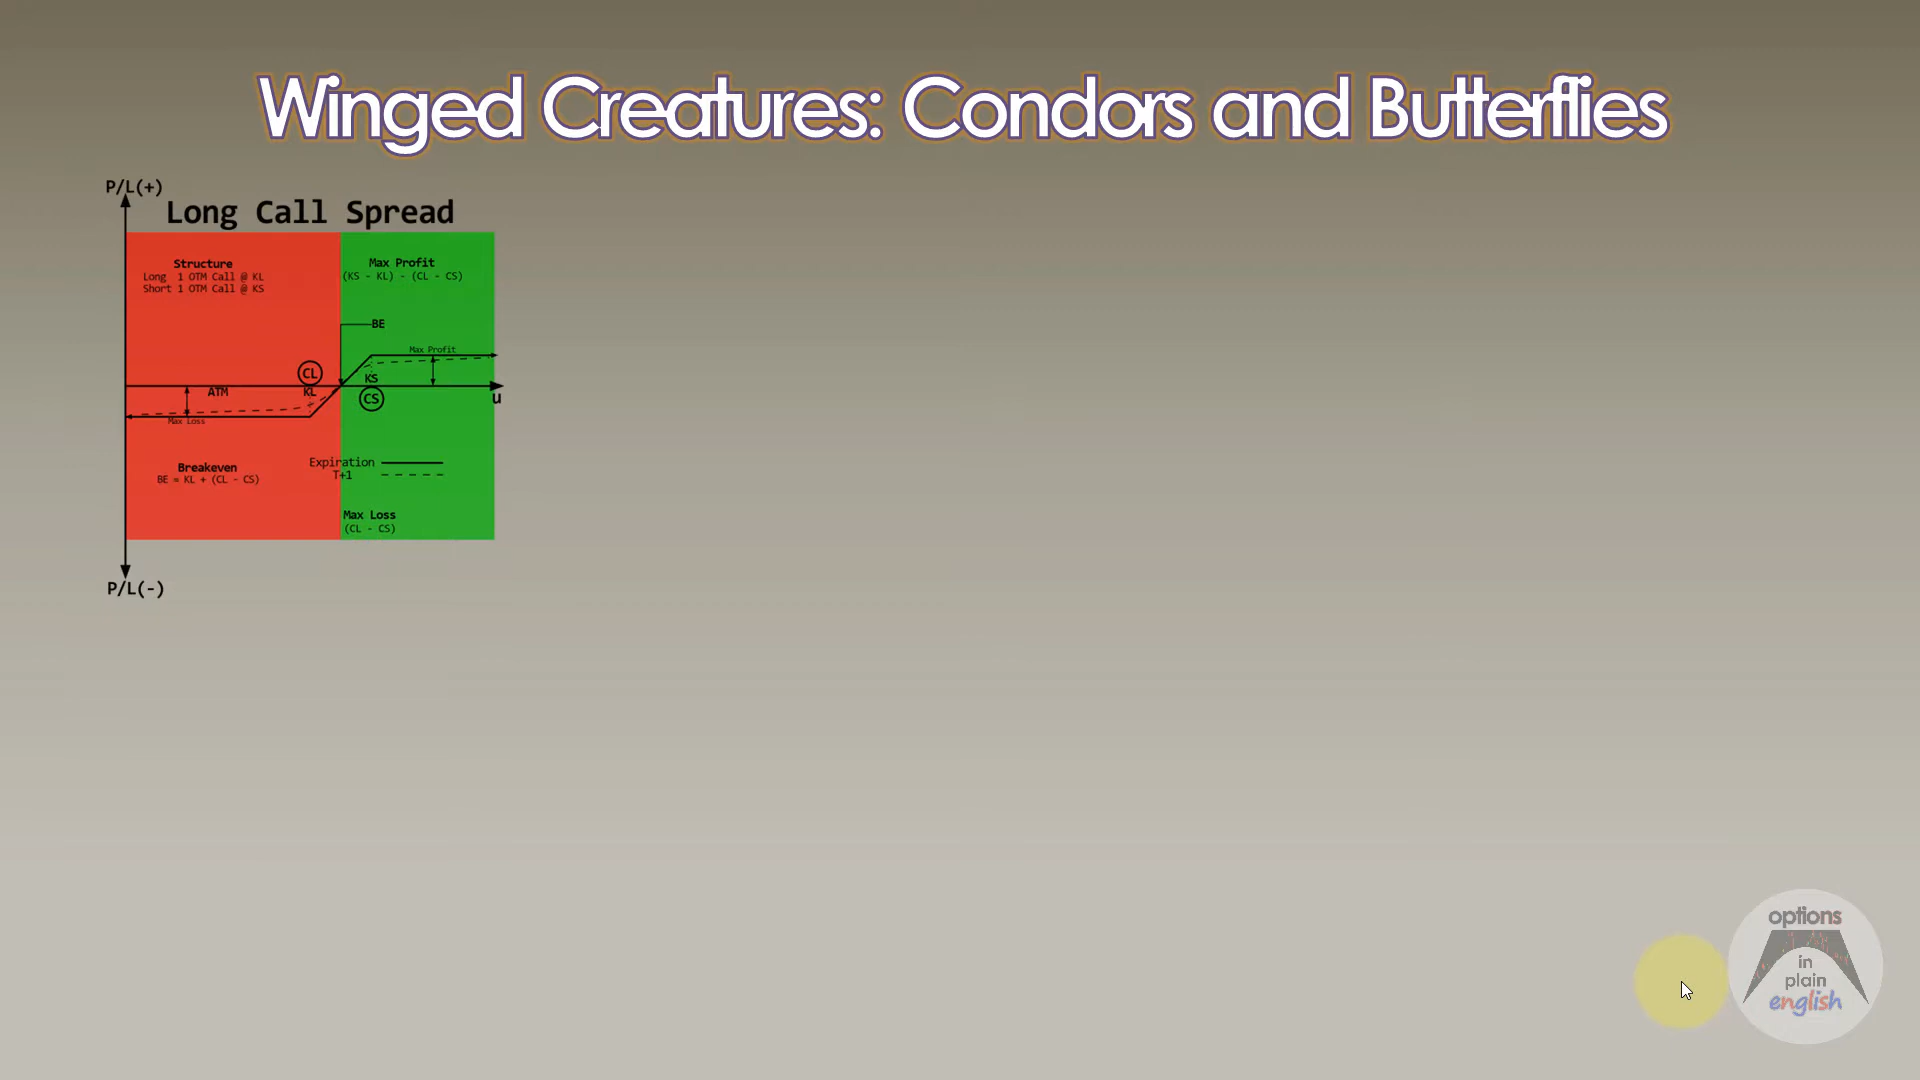 Winged Creatures: Condors and Butterflies
P/L(+)
Long Call Spread
Structure
Long 1 OTM Call @ KL
Short 1 OTM Call @ KS
Max Profit
(KS - KL) - (CL - CS)
BE
Max Profit
CL
KS
ATM
KL
CS
u
Max Loss
Breakeven
BE = KL + (CL - CS)
Expiration
T+1
Max Loss
(CL - CS)
P/L(-)
options
in
plain
english